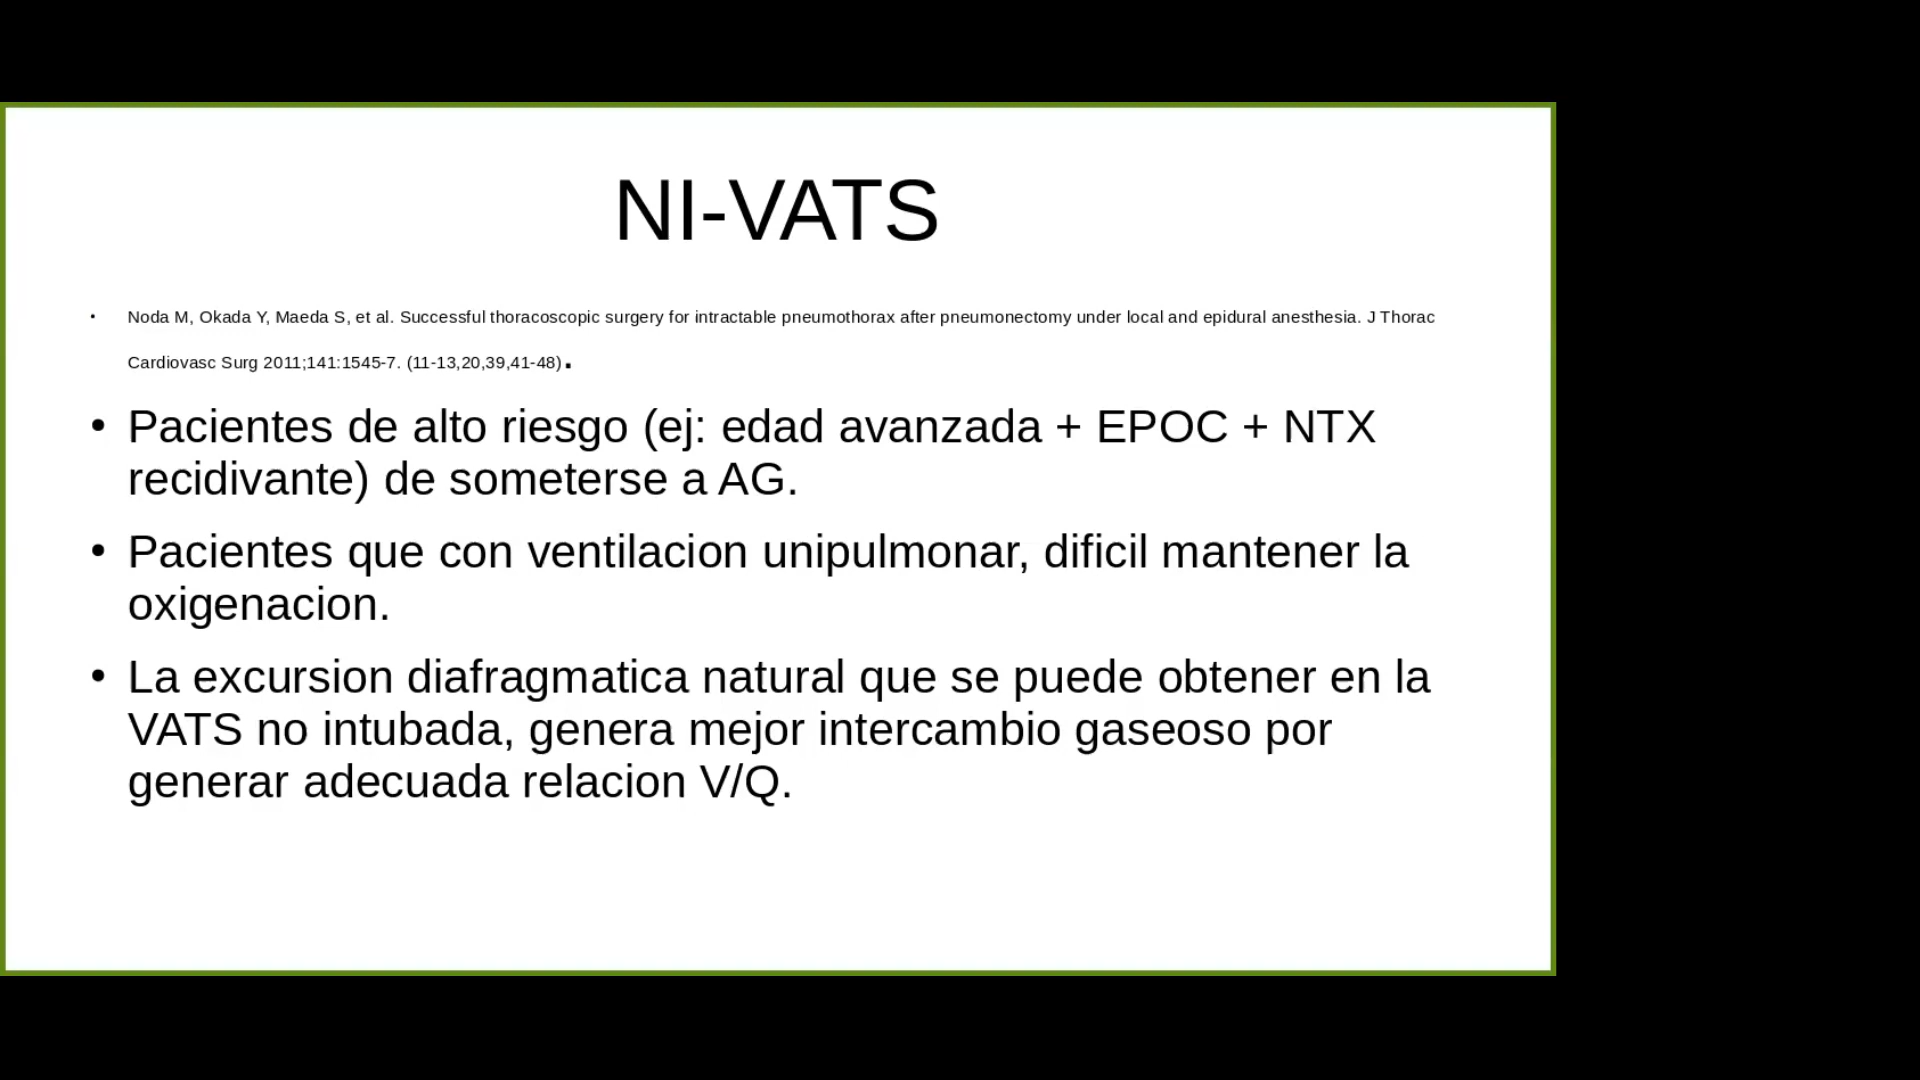 NI-VATS
• Noda M, Okada Y, Maeda S, et al. Successful thoracoscopic surgery for intractable pneumothorax after pneumonectomy under local and epidural anesthesia. J Thorac
Cardiovasc Surg 2011;141:1545-7. (11-13,20,39,41-48).
• Pacientes de alto riesgo (ej: edad avanzada + EPOC + NTX
recidivante) de someterse a AG.
• Pacientes que con ventilacion unipulmonar, dificil mantener la
oxigenacion.
• La excursion diafragmatica natural que se puede obtener en la
VATS no intubada, genera mejor intercambio gaseoso por
generar adecuada relacion V/Q.